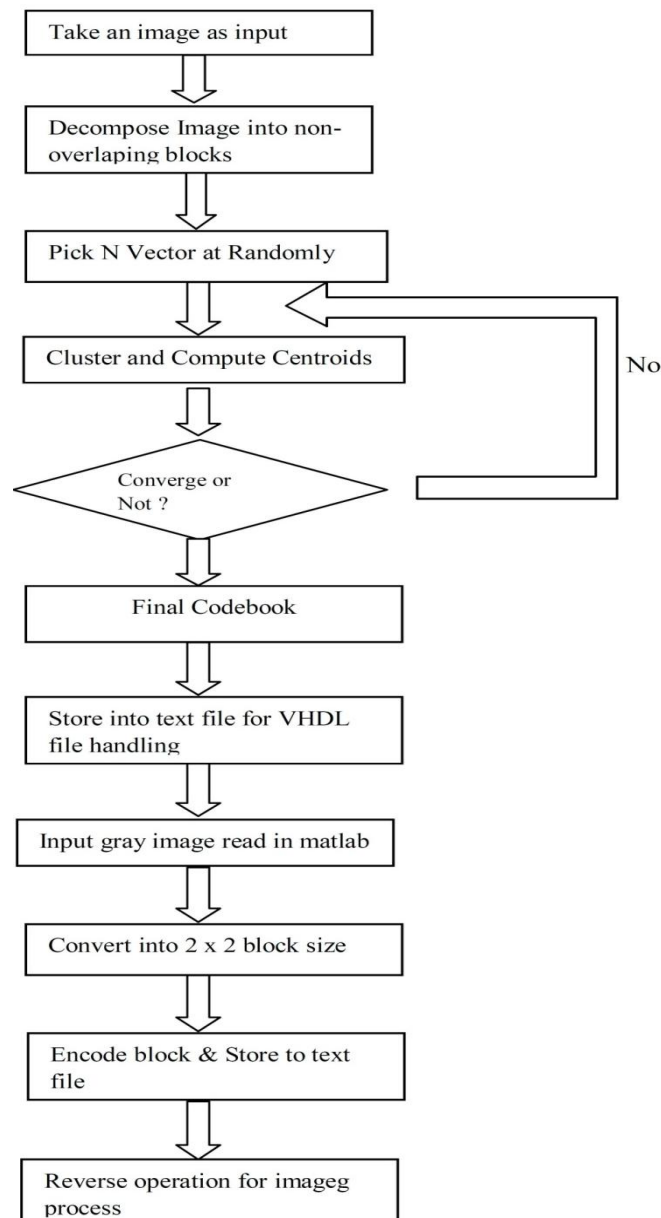 Take an image as input
Decompose Image into non-
overlaping blocks
Pick N Vector at Randomly
Cluster and Compute Centroids
No
Converge or
Not ?
Final Codebook
Store into text file for VHDL
file handling
Input gray image read in matlab
Convert into 2 x 2 block size
Encode block & Store to text
file
Reverse operation for imageg
process